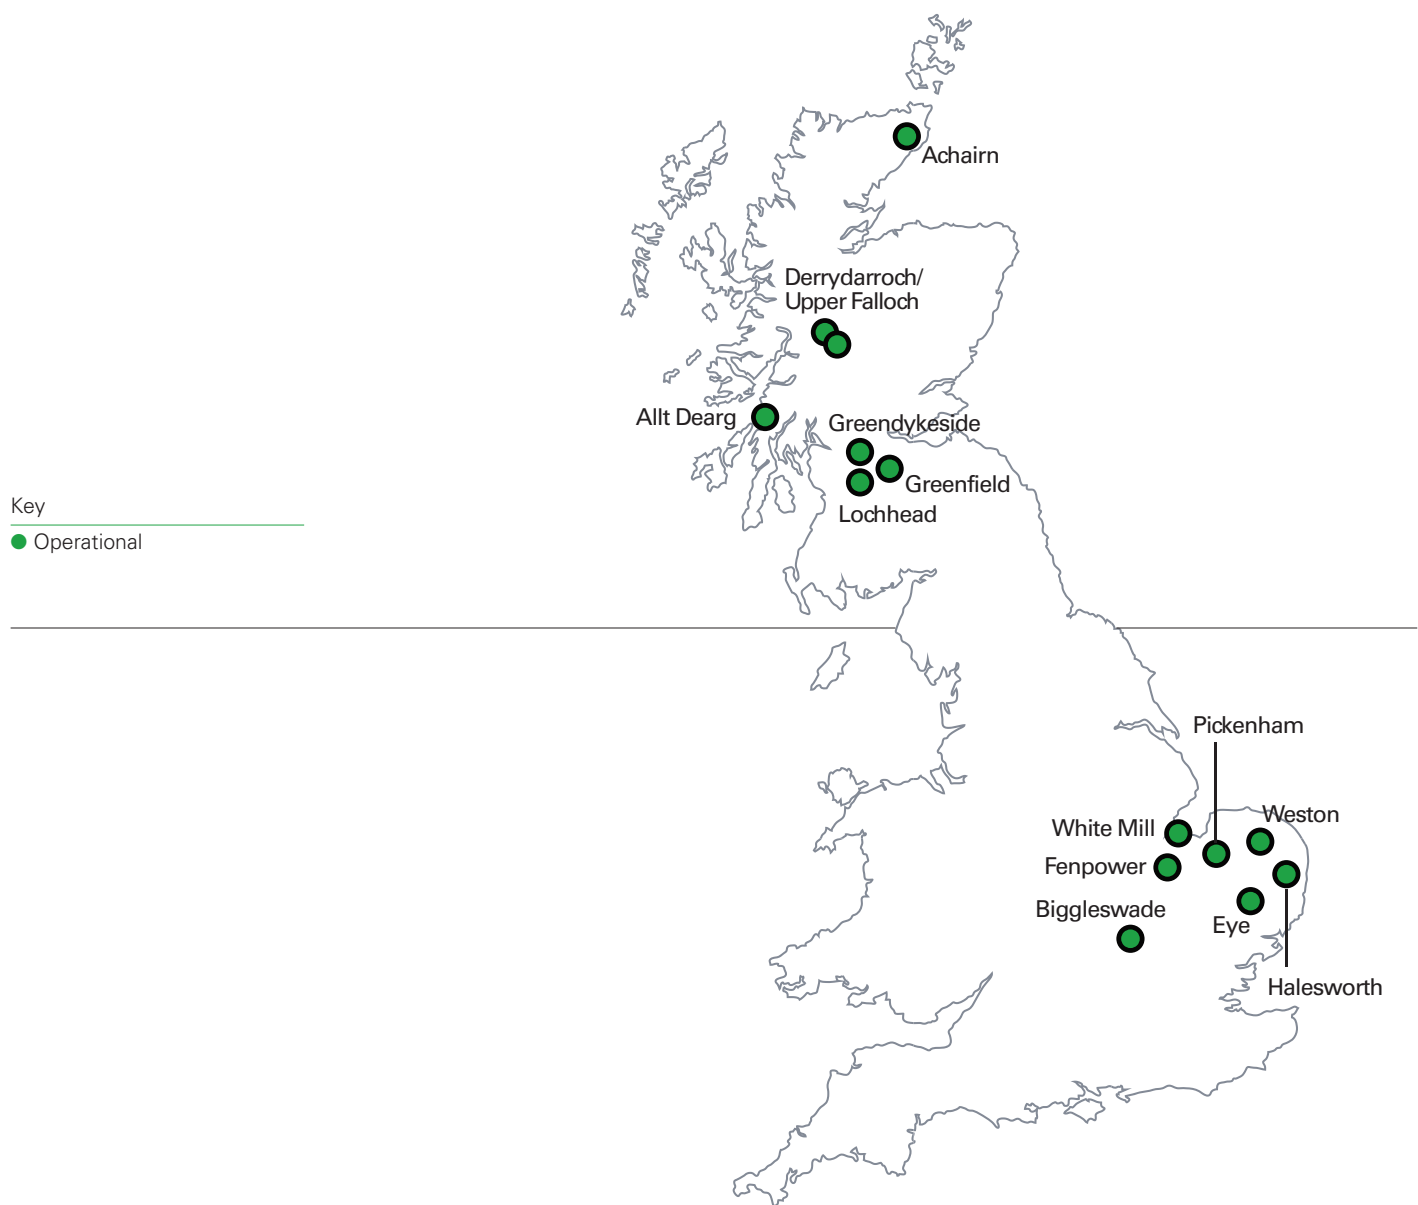 Achairn
Derrydarroch/
Upper Falloch
Allt Dearg
Greendykeside
Greenfield
Lochhead
Key
Operational
Pickenham
Weston
White Mill
Fenpower
Biggleswade
Eye
Halesworth